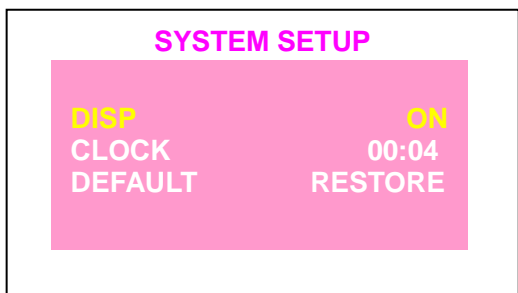 SYSTEM SETUP
DISP ON
CLOCK 00:04
DEFAULT RESTORE